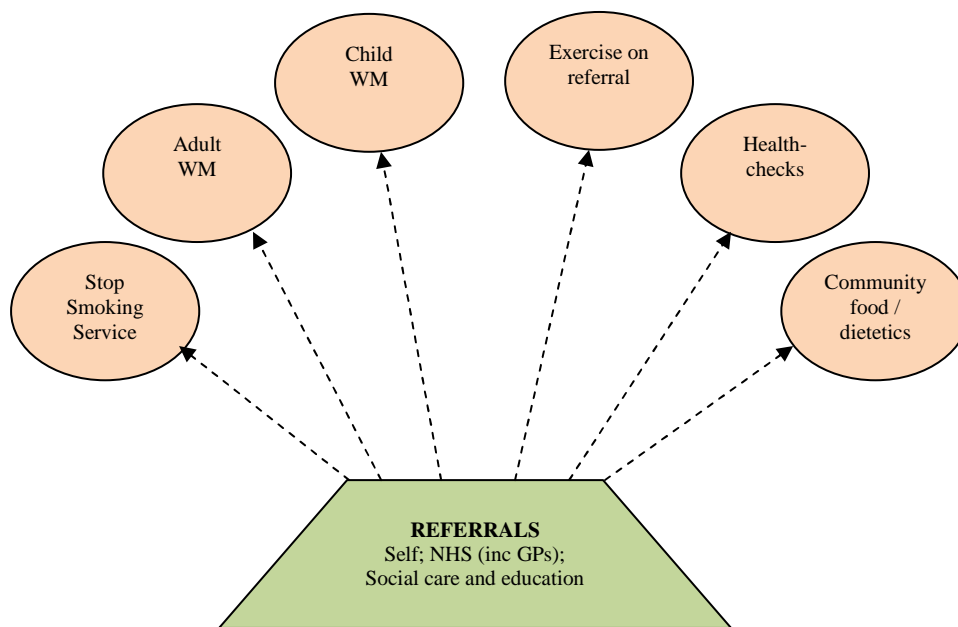 Child
WM
Exercise on
referral
Adult
WM
Health-
checks
Stop
Smoking
Service
Community
food /
dietetics
REFERRALS
Self; NHS (inc GPs);
Social care and education